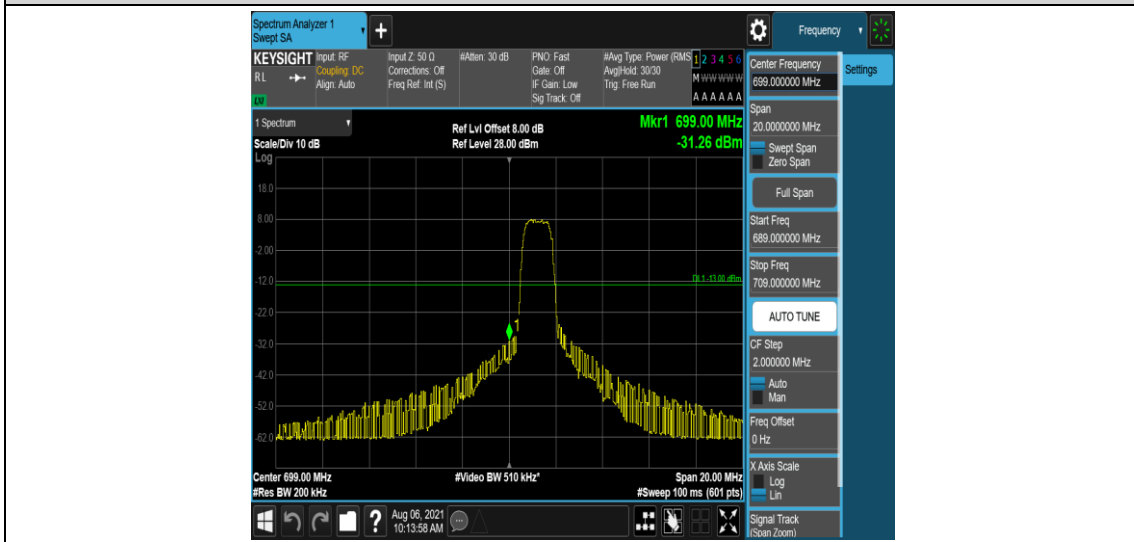 Spectrum Analyzer 1
Swept SA
+
Frequency
KEYSIGHT
Input: RF
Coupling: DC
Align: Auto
RL
LXI
Input Z: 50 Ω
Corrections: Off
Freq Ref: Int (S)
#Atten: 30 dB
PNO: Fast
Gate: Off
IF Gain: Low
Sig Track: Off
#Avg Type: Power (RMS
Avg|Hold: 30/30
Trig: Free Run
1 2 3 4 5 6
M W W W W W
A A A A A A
Center Frequency
699.000000 MHz
Settings
1 Spectrum
Ref Lvl Offset 8.00 dB
Mkr1 699.00 MHz
Scale/Div 10 dB
Ref Level 28.00 dBm
-31.26 dBm
Log
18.0
8.00
-2.00
-12.0
-22.0
-32.0
-42.0
-52.0
-62.0
DL1 -13.00 dBm
1
Span
20.0000000 MHz
Swept Span
Zero Span
Full Span
Start Freq
689.000000 MHz
Stop Freq
709.000000 MHz
AUTO TUNE
CF Step
2.000000 MHz
Auto
Man
Freq Offset
0 Hz
X Axis Scale
Log
Lin
Signal Track
(Span Zoom)
Center 699.00 MHz
#Video BW 510 kHz*
Span 20.00 MHz
#Res BW 200 kHz
#Sweep 100 ms (601 pts)
?
Aug 06, 2021
10:13:58 AM